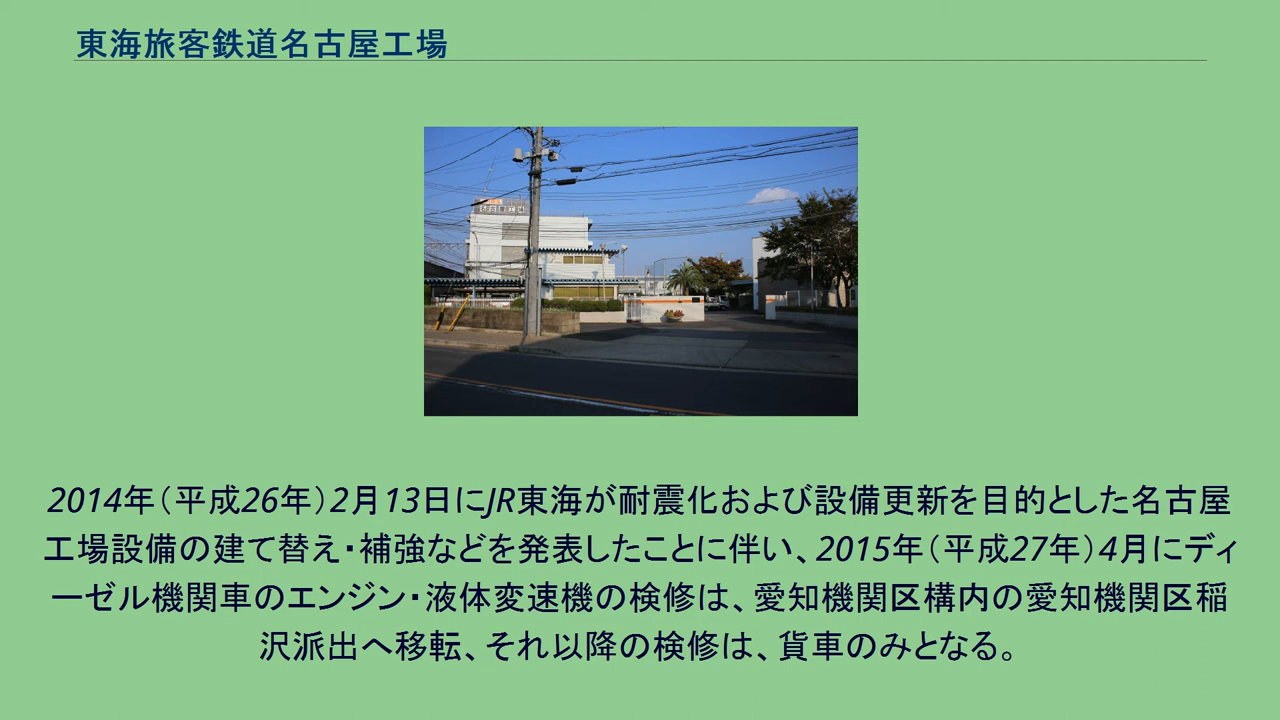 東海旅客鉄道名古屋工場
2014年（平成26年）2月13日にJR東海が耐震化および設備更新を目的とした名古屋
工場設備の建て替え・補強などを発表したことに伴い、2015年（平成27年）4月にディ
ーゼル機関車のエンジン・液体変速機の検修は、愛知機関区構内の愛知機関区稲
沢派出へ移転、それ以降の検修は、貨車のみとなる。